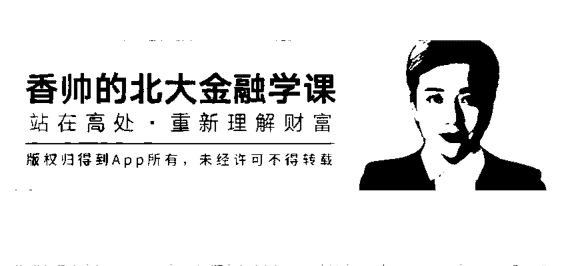 香帅的北大金融学课
站在高处·重新理解财富
版权归得到App所有，未经许可不得转载